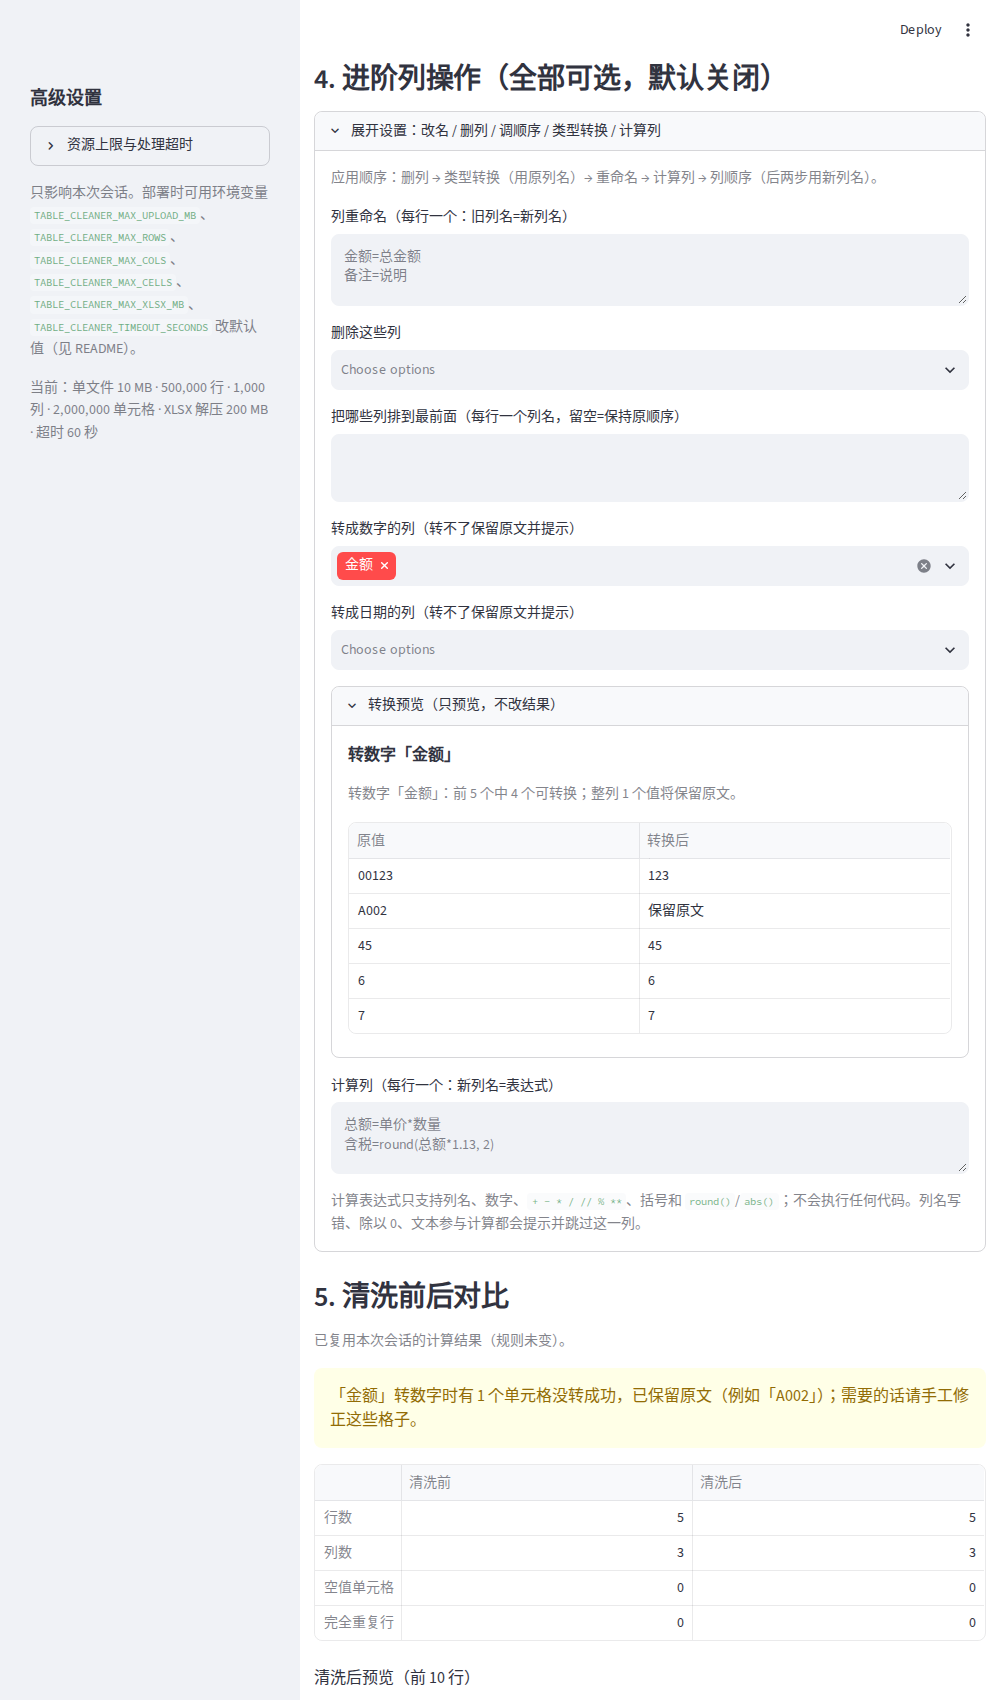 Deploy
高级设置
资源上限与处理超时
只影响本次会话。部署时可用环境变量
TABLE_CLEANER_MAX_UPLOAD_MB、
TABLE_CLEANER_MAX_ROWS、
TABLE_CLEANER_MAX_COLS、
TABLE_CLEANER_MAX_CELLS、
TABLE_CLEANER_MAX_XLSX_MB、
TABLE_CLEANER_TIMEOUT_SECONDS 改默认
值（见 README）。
当前：单文件 10 MB · 500,000 行 · 1,000
列 · 2,000,000 单元格 · XLSX 解压 200 MB
· 超时 60 秒
4. 进阶列操作（全部可选，默认关闭）
展开设置：改名 / 删列 / 调顺序 / 类型转换 / 计算列
应用顺序：删列 → 类型转换（用原列名）→ 重命名 → 计算列 → 列顺序（后两步用新列名）。
列重命名（每行一个：旧列名=新列名）
金额=总金额
备注=说明
删除这些列
Choose options
把哪些列排到最前面（每行一个列名，留空=保持原顺序）
转成数字的列（转不了保留原文并提示）
金额
转成日期的列（转不了保留原文并提示）
Choose options
转换预览（只预览，不改结果）
转数字「金额」
转数字「金额」：前 5 个中 4 个可转换；整列 1 个值将保留原文。
原值 转换后
00123 123
A002 保留原文
45 45
6 6
7 7
计算列（每行一个：新列名=表达式）
总额=单价*数量
含税=round(总额*1.13, 2)
计算表达式只支持列名、数字、 + - * / // % **、括号和 round() / abs()；不会执行任何代码。列名写
错、除以 0、文本参与计算都会提示并跳过这一列。
5. 清洗前后对比
已复用本次会话的计算结果（规则未变）。
「金额」转数字时有 1 个单元格没转成功，已保留原文（例如「A002」）；需要的话请手工修
正这些格子。
清洗前 清洗后
行数 5 5
列数 3 3
空值单元格 0 0
完全重复行 0 0
清洗后预览（前 10 行）